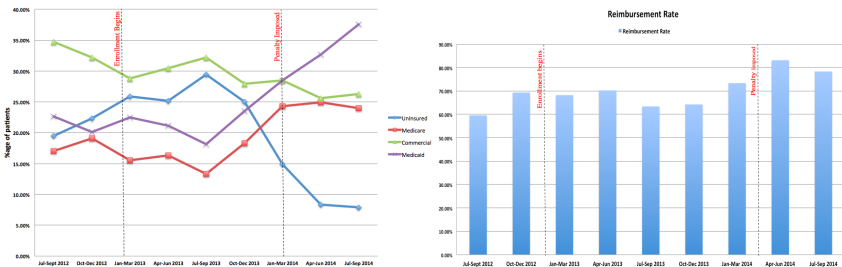 40.00%
35.00%
30.00%
25.00%
20.00%
15.00%
10.00%
5.00%
0.00%
%age of patients
Enrollment Begins
Penalty Imposed
Jul-Sept 2012 Oct-Dec 2012 Jan-Mar 2013 Apr-Jun 2013 Jul-Sep 2013 Oct-Dec 2013 Jan-Mar 2014 Apr-Jun 2014 Jul-Sep 2014
Uninsured
Medicare
Commercial
Medicaid
Reimbursement Rate
Reimbursement Rate
90.00%
80.00%
70.00%
60.00%
50.00%
40.00%
30.00%
20.00%
10.00%
0.00%
Enrollment begins
Penalty imposed
Jul-Sept 2012 Oct-Dec 2012 Jan-Mar 2013 Apr-Jun 2013 Jul-Sep 2013 Oct-Dec 2013 Jan-Mar 2014 Apr-Jun 2014 Jul-Sep 2014